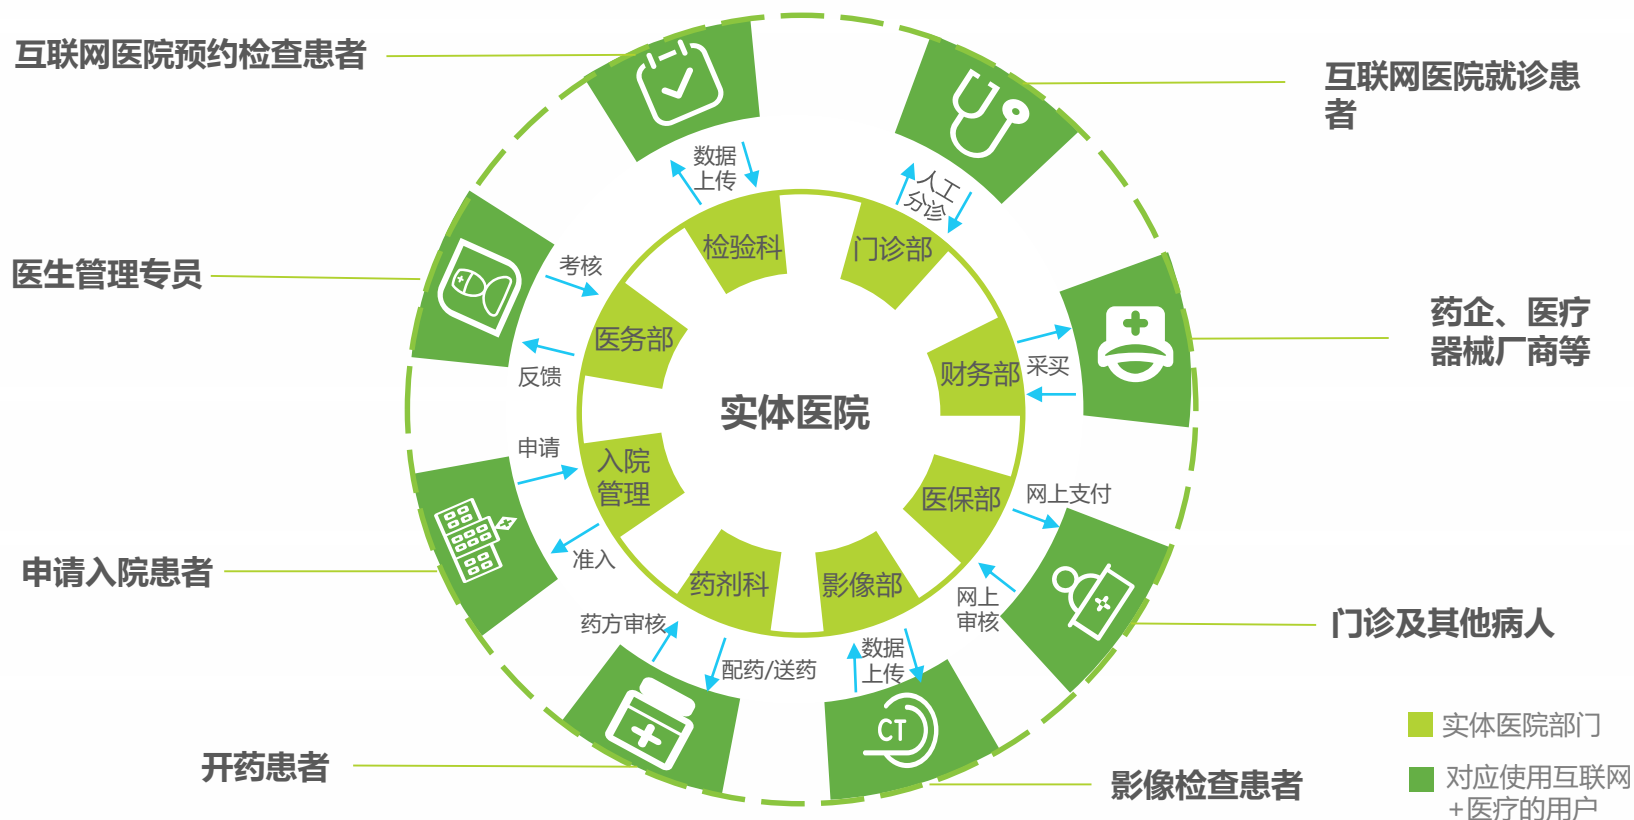 互联网医院预约检查患者
互联网医院就诊患
者
数据
上传
人工
分诊
检验科
门诊部
医生管理专员
考核
医务部
反馈
药企、医疗
器械厂商等
财务部
采买
实体医院
申请
入院
管理
准入
医保部
网上支付
申请入院患者
药剂科
影像部
网上
审核
药方审核
配药/送药
数据
上传
门诊及其他病人
CT
开药患者
影像检查患者
实体医院部门
对应使用互联网
+医疗的用户